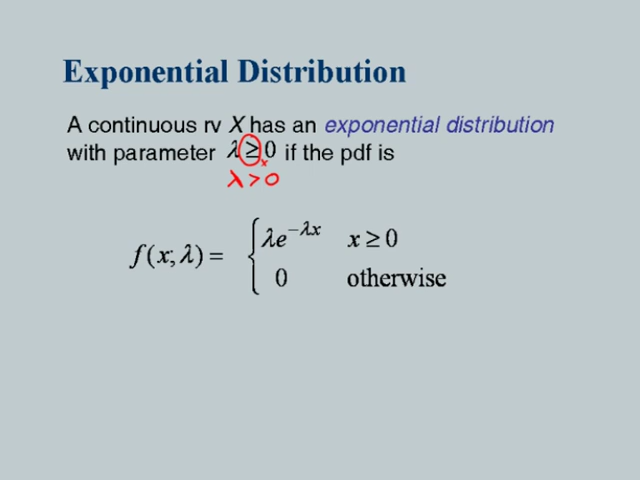 Exponential Distribution
A continuous rv X has an exponential distribution
with parameter λ ≥ 0 if the pdf is
x
λ > 0
f(x; λ) = { λe^{-λx} x ≥ 0
0 otherwise